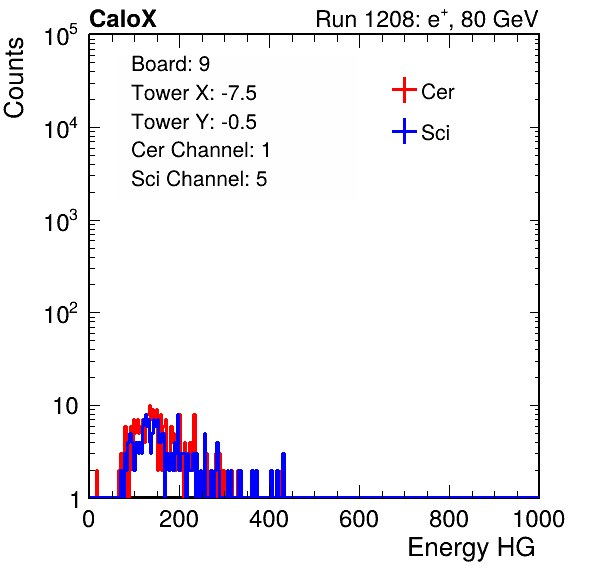 CaloX Run 1208: e⁺, 80 GeV
Counts
Board: 9
Tower X: -7.5
Tower Y: -0.5
Cer Channel: 1
Sci Channel: 5
Cer
Sci
10⁵
10⁴
10³
10²
10
1
0 200 400 600 800 1000
Energy HG